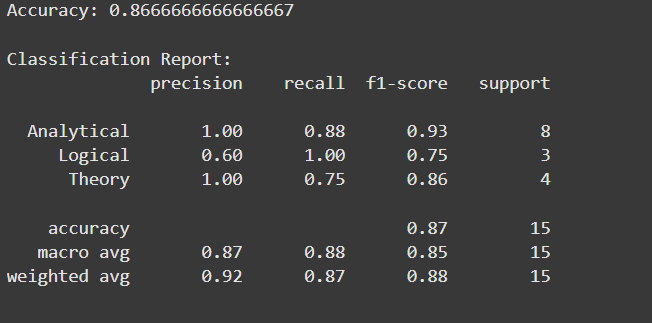 Accuracy: 0.8666666666666667
Classification Report:
precision recall f1-score support
Analytical 1.00 0.88 0.93 8
Logical 0.60 1.00 0.75 3
Theory 1.00 0.75 0.86 4
accuracy 0.87 15
macro avg 0.87 0.88 0.85 15
weighted avg 0.92 0.87 0.88 15